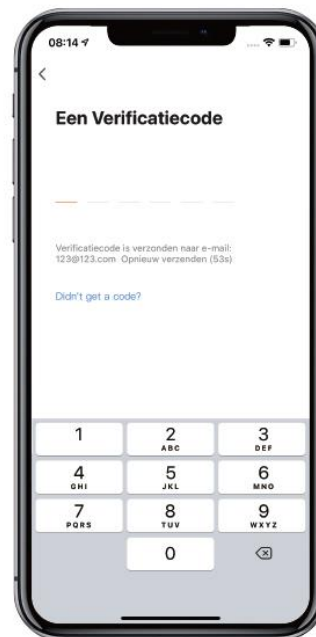 08:14
Een Verificatiecode
Verificatiecode is verzonden naar e-mail:
123@123.com Opnieuw verzenden (53s)
Didn't get a code?
1 2 3
ABC DEF
4 5 6
GHI JKL MNO
7 8 9
PQRS TUV WXYZ
0